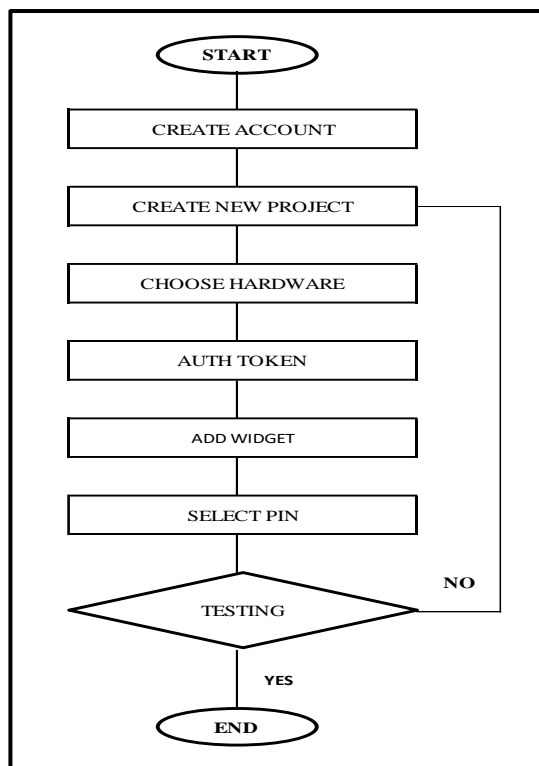 START
CREATE ACCOUNT
CREATE NEW PROJECT
CHOOSE HARDWARE
AUTH TOKEN
ADD WIDGET
SELECT PIN
NO
TESTING
YES
END